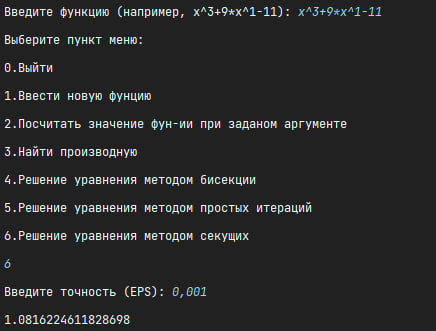 Введите функцию (например, x^3+9*x^1-11): x^3+9*x^1-11
Выберите пункт меню:
0.Выйти
1.Ввести новую фунцию
2.Посчитать значение фун-ии при заданом аргументе
3.Найти производную
4.Решение уравнения методом бисекции
5.Решение уравнения методом простых итераций
6.Решение уравнения методом секущих
6
Введите точность (EPS): 0,001
1.0816224611828698